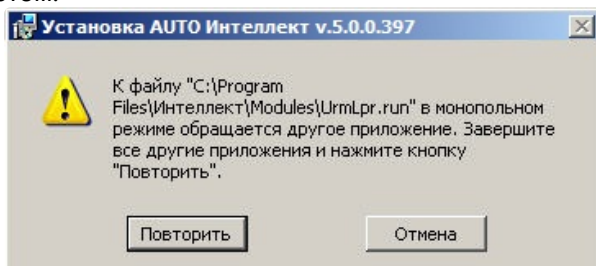 Установка AUTO Интеллект v.5.0.0.397
К файлу "C:\Program
Files\Интеллект\Modules\UrmLpr.run" в монопольном
режиме обращается другое приложение. Завершите
все другие приложения и нажмите кнопку
"Повторить".
Повторить
Отмена